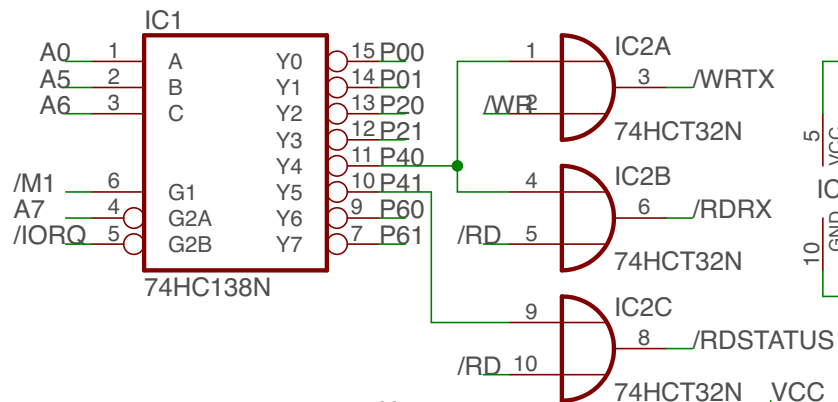 IC1
A0 1 A Y0 15 P00
A5 2 B Y1 14 P01
A6 3 C Y2 13 P20
Y3 12 P21
Y4 11 P40
/M1 6 G1 Y5 10 P41
A7 4 G2A Y6 9 P60
/IORQ 5 G2B Y7 7 P61
74HC138N
IC2A
1
3 /WRTX
/WR 2
74HCT32N
IC2B
4
6 /RDRX
/RD 5
74HCT32N
IC2C
9
8 /RDSTATUS
/RD 10
74HCT32N
5 VCC
IC
10 GND
VCC